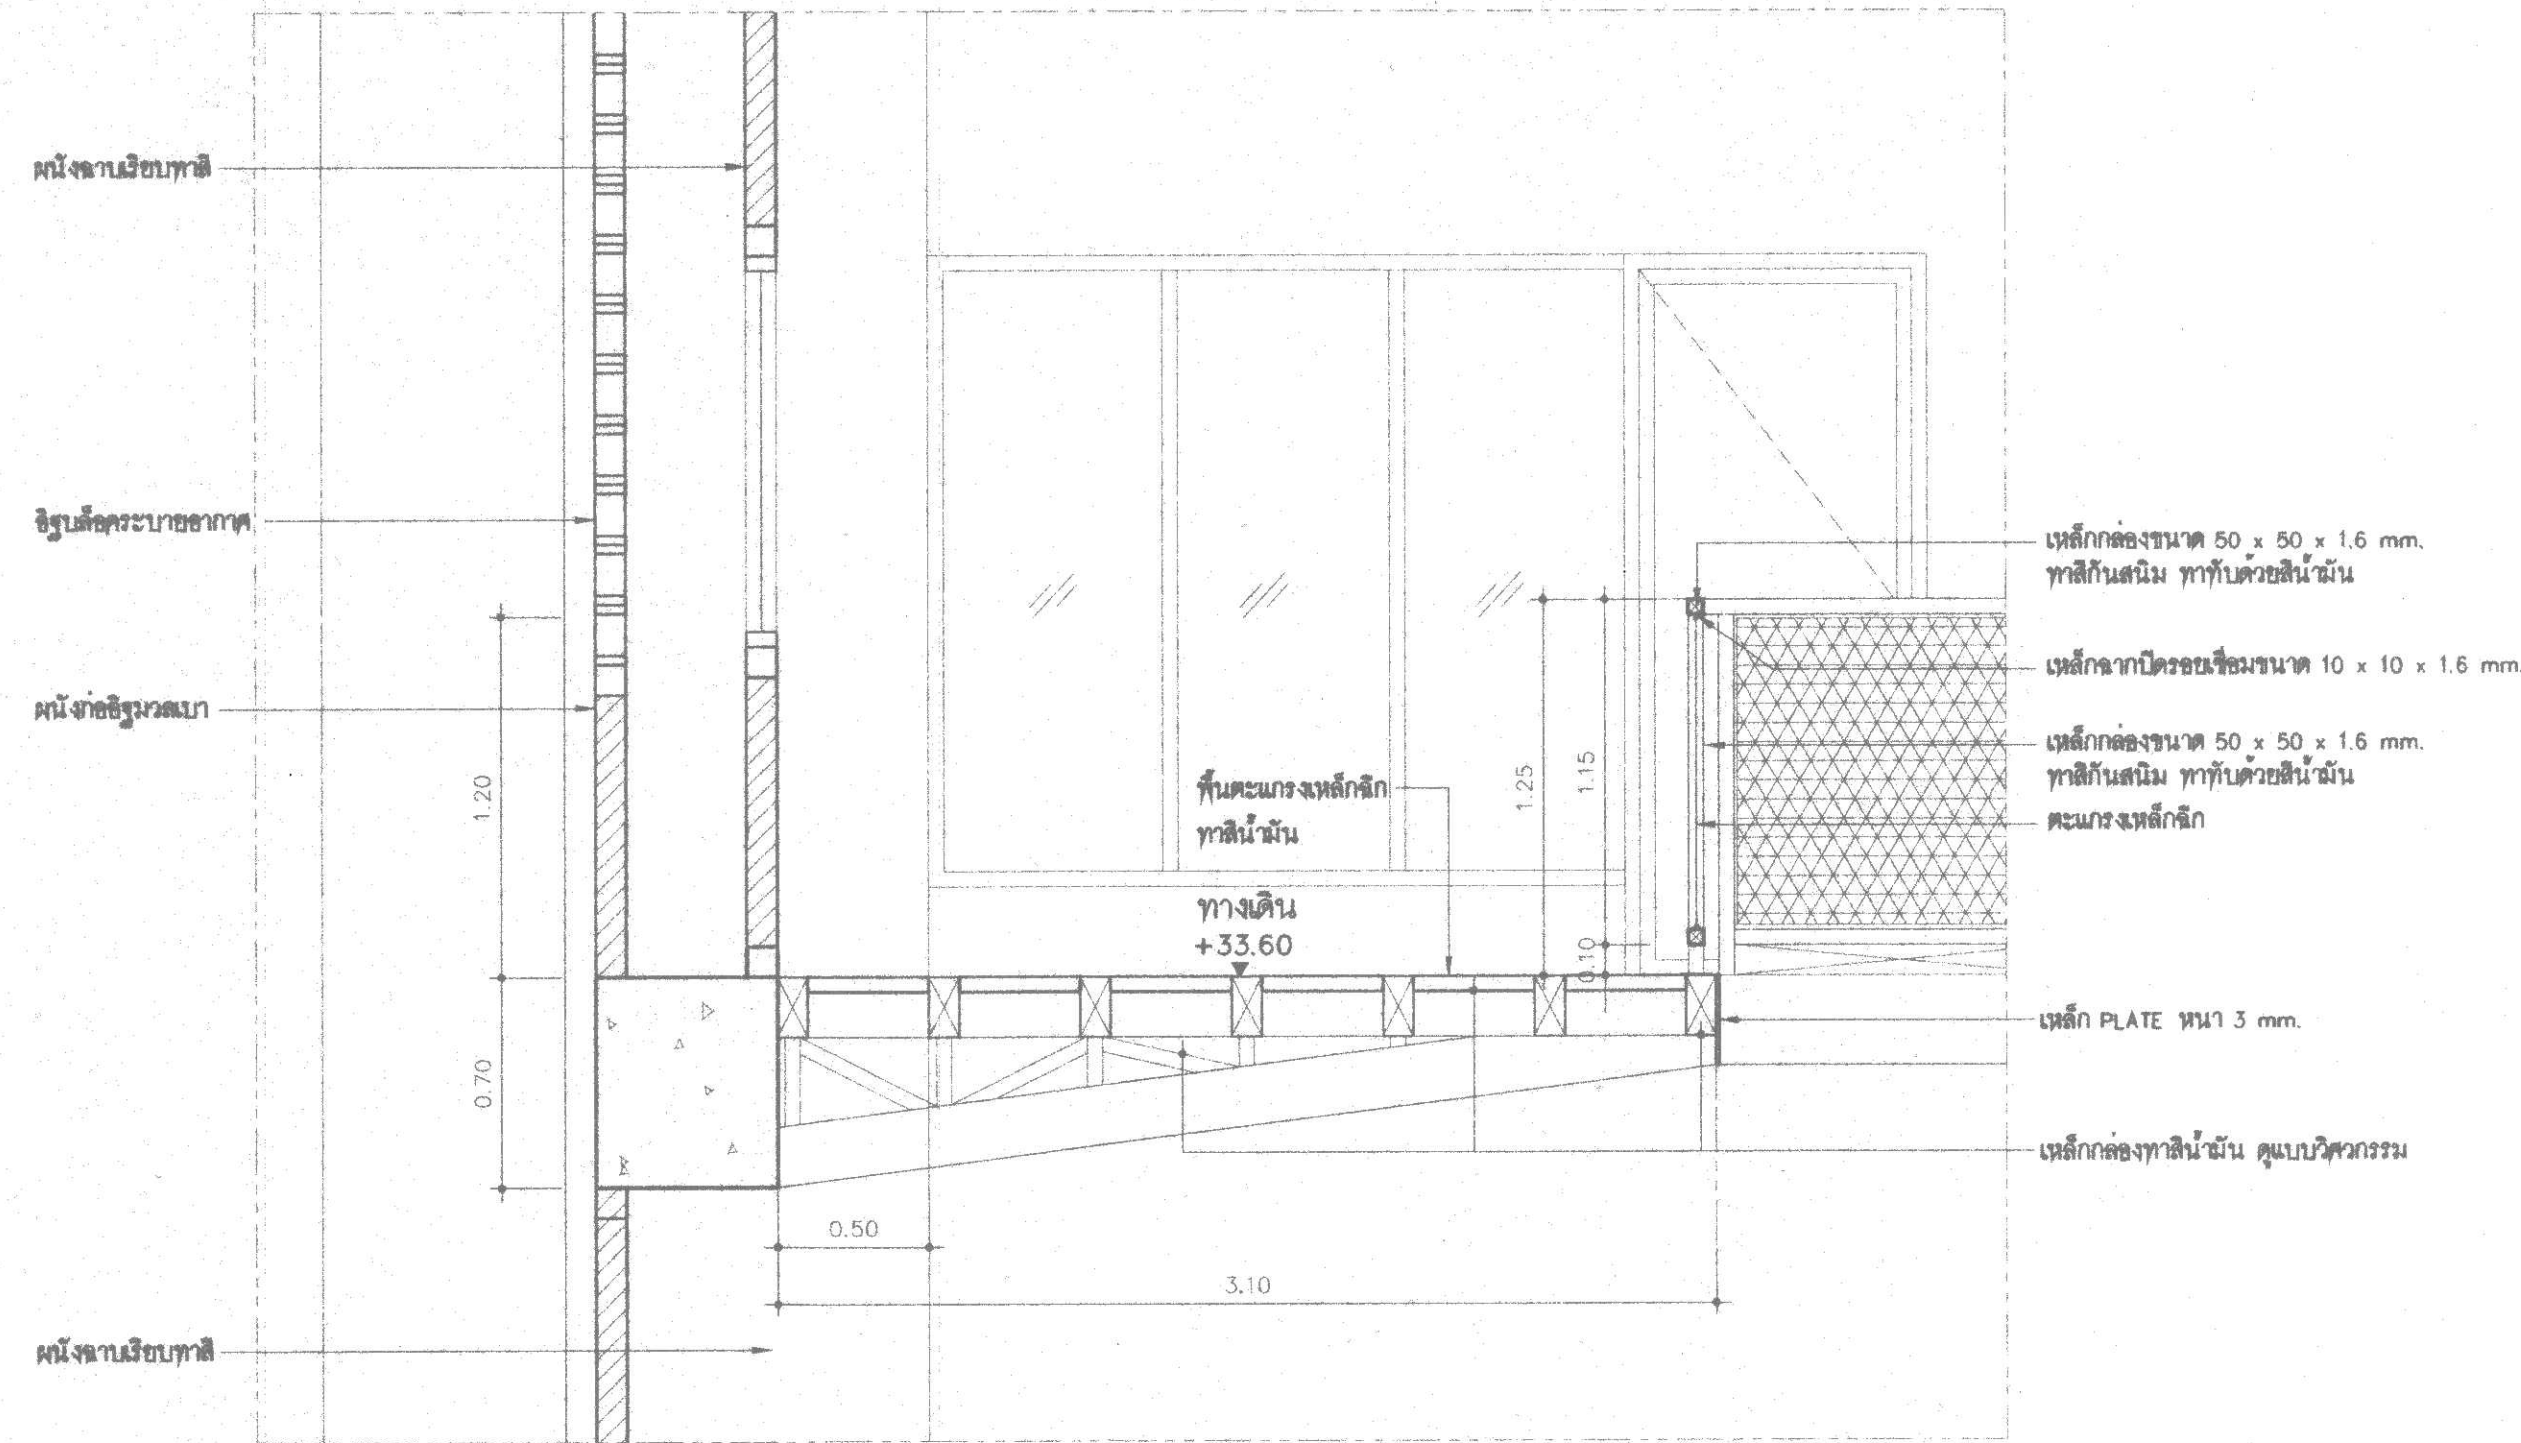 ผนังฉาบเรียบทาสี
อิฐบล็อคระบายอากาศ
ผนังก่ออิฐมวลเบา
1.20
0.70
ผนังฉาบเรียบทาสี
พื้นตะแกรงเหล็กฉีก
ทาสีน้ำมัน
ทางเดิน
+33.60
1.25
1.15
0.10
0.50
3.10
เหล็กกล่องขนาด 50 x 50 x 1.6 mm.
ทาสีกันสนิม ทาทับด้วยสีน้ำมัน
เหล็กฉากปิดรอยเชื่อมขนาด 10 x 10 x 1.6 mm.
เหล็กกล่องขนาด 50 x 50 x 1.6 mm.
ทาสีกันสนิม ทาทับด้วยสีน้ำมัน
ตะแกรงเหล็กฉีก
เหล็ก PLATE หนา 3 mm.
เหล็กกล่องทาสีน้ำมัน ดูแบบวิศวกรรม